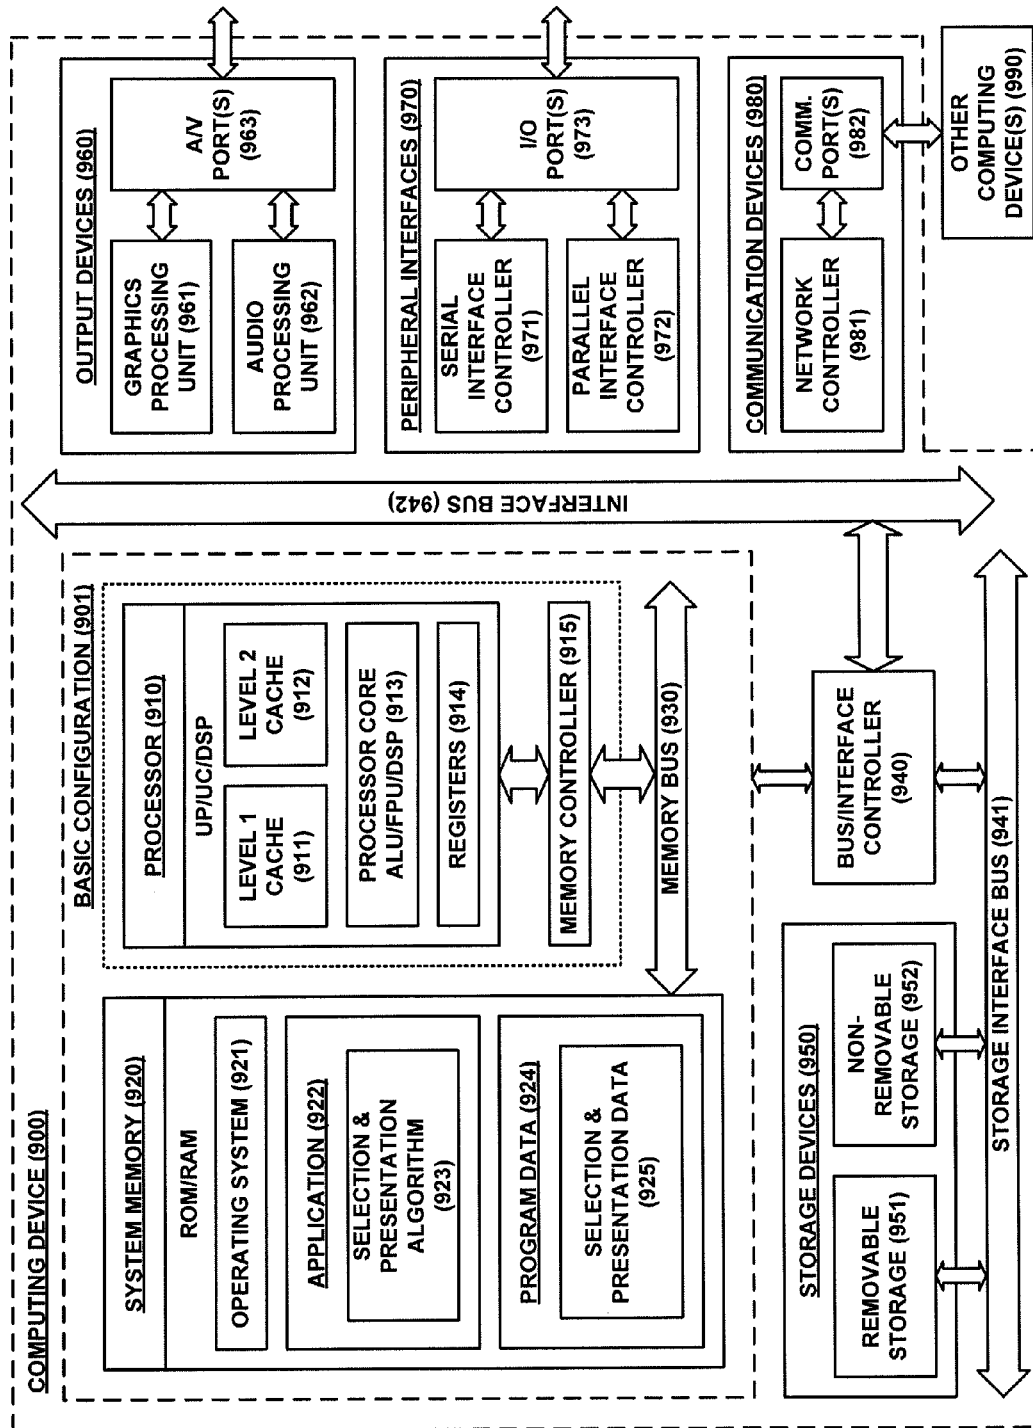 COMPUTING DEVICE (900)
BASIC CONFIGURATION (901)
SYSTEM MEMORY (920)
ROM/RAM
OPERATING SYSTEM (921)
APPLICATION (922)
SELECTION &
PRESENTATION
ALGORITHM
(923)
PROGRAM DATA (924)
SELECTION &
PRESENTATION DATA
(925)
PROCESSOR (910)
UP/UC/DSP
LEVEL 1
CACHE
(911)
LEVEL 2
CACHE
(912)
PROCESSOR CORE
ALU/FPU/DSP (913)
REGISTERS (914)
MEMORY CONTROLLER (915)
MEMORY BUS (930)
BUS/INTERFACE
CONTROLLER
(940)
STORAGE DEVICES (950)
REMOVABLE
STORAGE (951)
NON-
REMOVABLE
STORAGE (952)
STORAGE INTERFACE BUS (941)
INTERFACE BUS (942)
OUTPUT DEVICES (960)
GRAPHICS
PROCESSING
UNIT (961)
AUDIO
PROCESSING
UNIT (962)
A/V
PORT(S)
(963)
PERIPHERAL INTERFACES (970)
SERIAL
INTERFACE
CONTROLLER
(971)
PARALLEL
INTERFACE
CONTROLLER
(972)
I/O
PORT(S)
(973)
COMMUNICATION DEVICES (980)
NETWORK
CONTROLLER
(981)
COMM.
PORT(S)
(982)
OTHER
COMPUTING
DEVICE(S) (990)